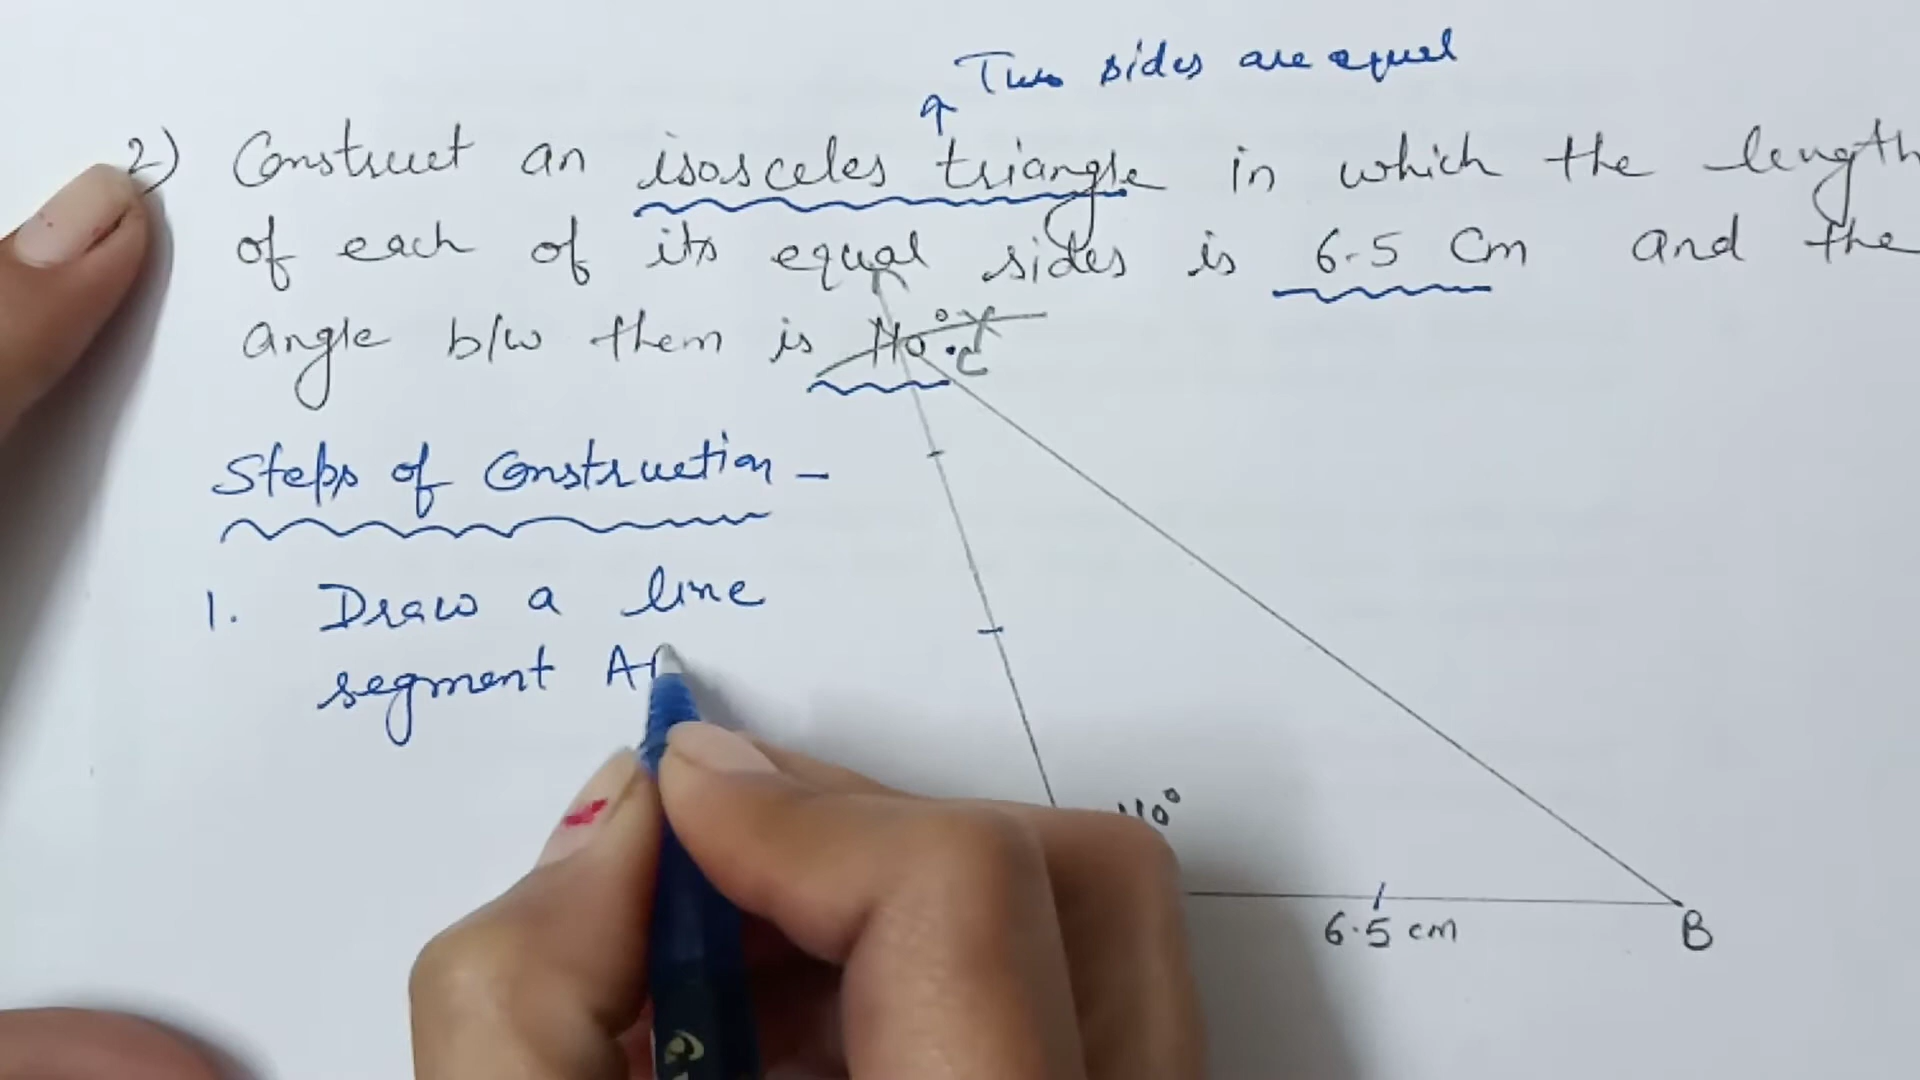 Two sides are equal
2) Construct an isosceles triangle in which the length
of each of its equal sides is 6.5 Cm and the
angle b/w them is 110°
.C
Steps of Construction -
1. Draw a line
segment
110°
6.5 cm
B